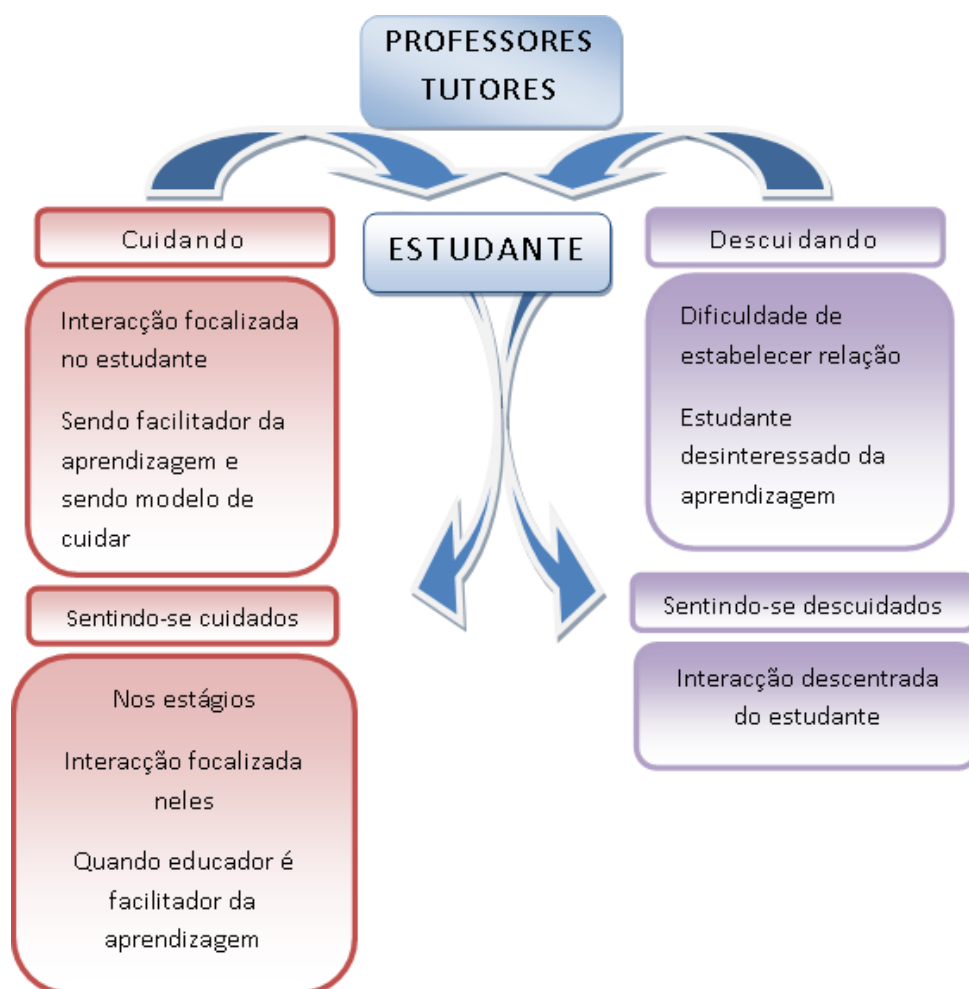 PROFESSORES
TUTORES
ESTUDANTE
Cuidando
Interacção focalizada
no estudante
Sendo facilitador da
aprendizagem e
sendo modelo de
cuidar
Sentindo-se cuidados
Nos estágios
Interacção focalizada
neles
Quando educador é
facilitador da
aprendizagem
Descuidando
Dificuldade de
estabelecer relação
Estudante
desinteressado da
aprendizagem
Sentindo-se descuidados
Interacção descentrada
do estudante